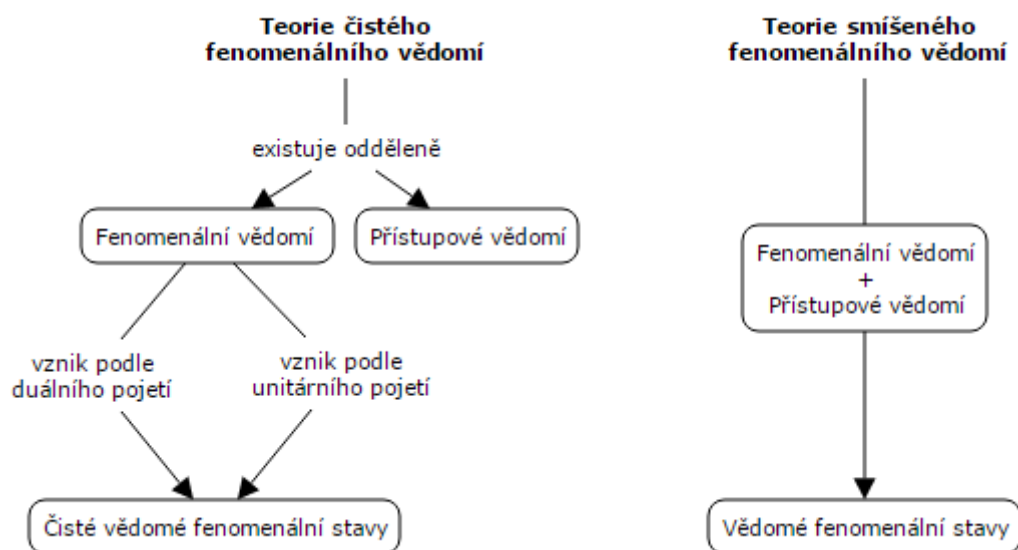 Teorie čistého
fenomenálního vědomí
existuje odděleně
Fenomenální vědomí
Přístupové vědomí
vznik podle
duálního pojetí
vznik podle
unitárního pojetí
Čisté vědomé fenomenální stavy
Teorie smíšeného
fenomenálního vědomí
Fenomenální vědomí
+
Přístupové vědomí
Vědomé fenomenální stavy